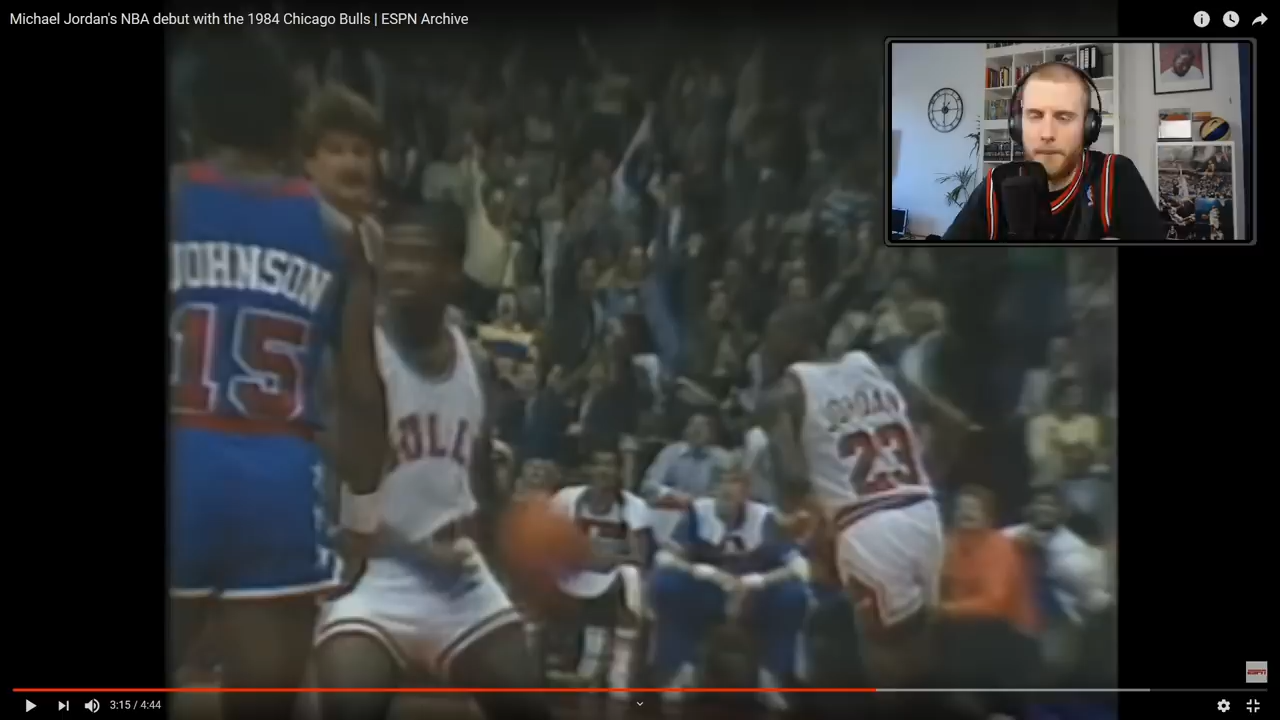 Michael Jordan's NBA debut with the 1984 Chicago Bulls | ESPN Archive
JOHNSON
15
BULL
JORDAN
23
3:15 / 4:44